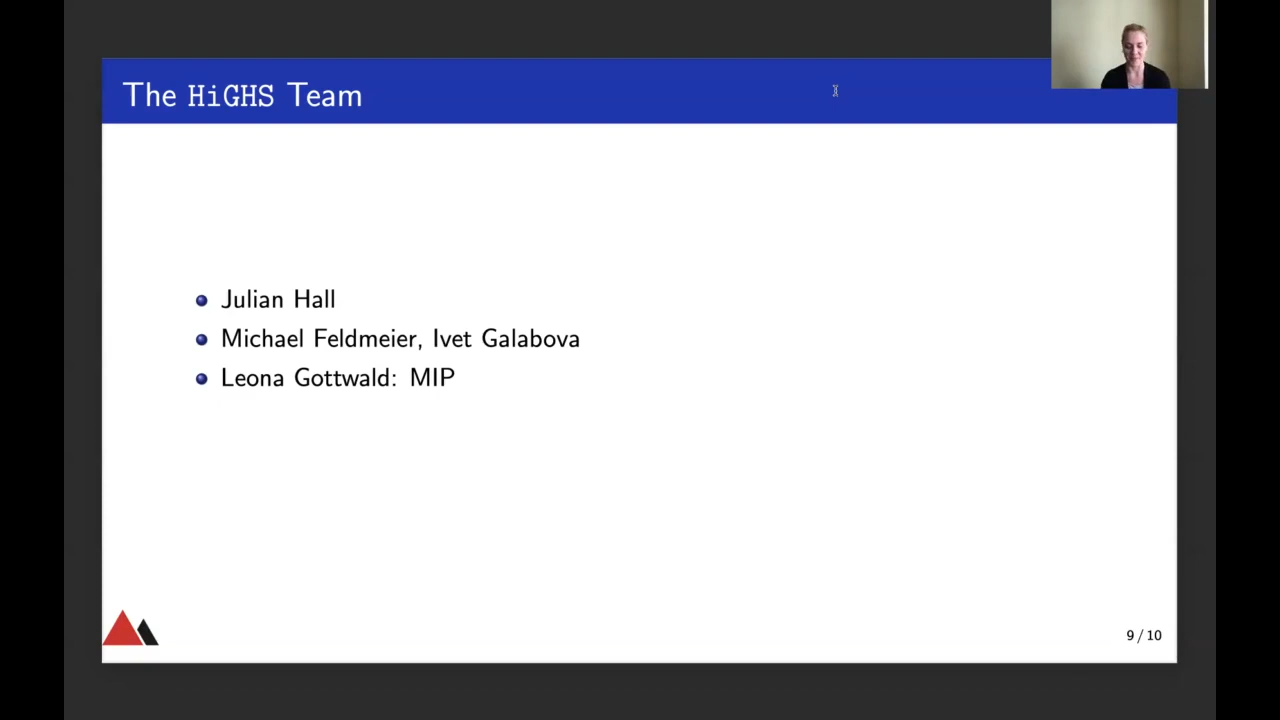 The HiGHS Team
Julian Hall
Michael Feldmeier, Ivet Galabova
Leona Gottwald: MIP
9 / 10